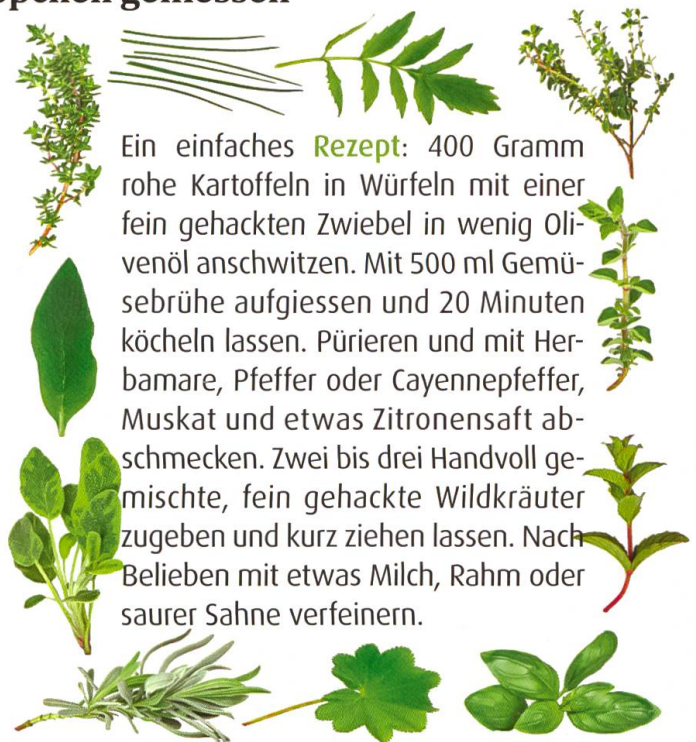 geniessen
Ein einfaches Rezept: 400 Gramm
rohe Kartoffeln in Würfeln mit einer
fein gehackten Zwiebel in wenig Oli-
venöl anschwitzen. Mit 500 ml Gemü-
sebrühe aufgiessen und 20 Minuten
köcheln lassen. Pürieren und mit Her-
bamare, Pfeffer oder Cayennepfeffer,
Muskat und etwas Zitronensaft ab-
schmecken. Zwei bis drei Handvoll ge-
mischte, fein gehackte Wildkräuter
zugeben und kurz ziehen lassen. Nach
Belieben mit etwas Milch, Rahm oder
saurer Sahne verfeinern.